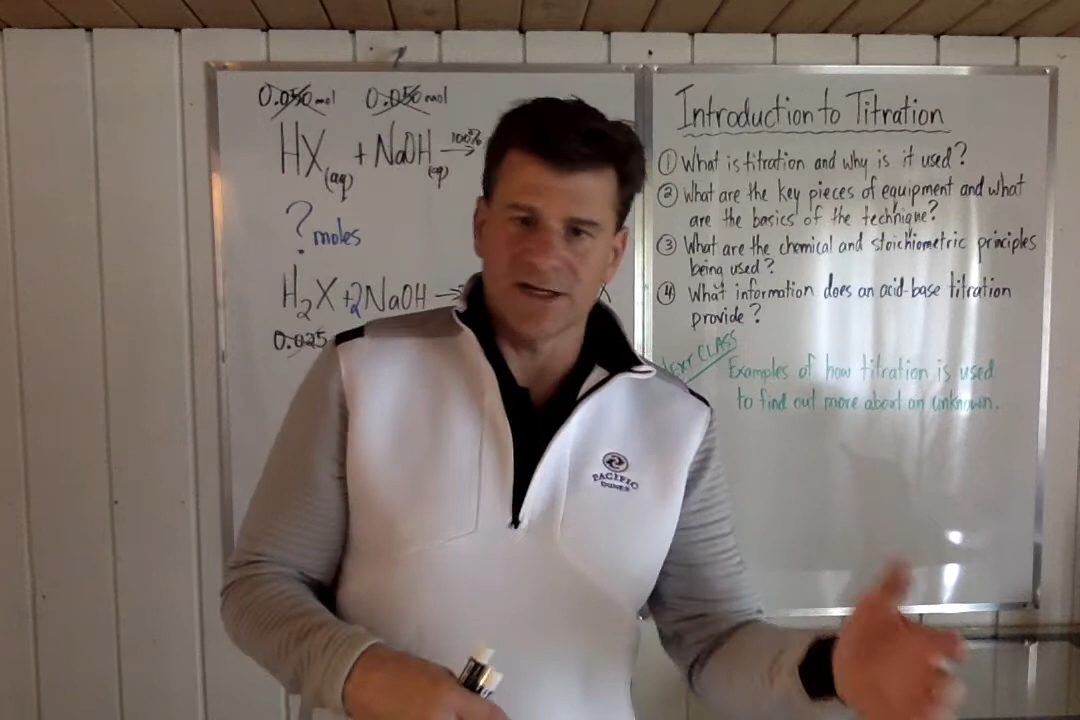 0.050 mol 0.050 mol
HX(aq) + NaOH(aq) 100% →
? moles
H2X + 2NaOH →
0.025
Introduction to Titration
① What is titration and why is it used?
② What are the key pieces of equipment and what
are the basics of the technique?
③ What are the chemical and stoichiometric principles
being used?
④ What information does an acid-base titration
provide?
CLASS
Examples of how titration is used
to find out more about an unknown.
PACIFIC
DUNES